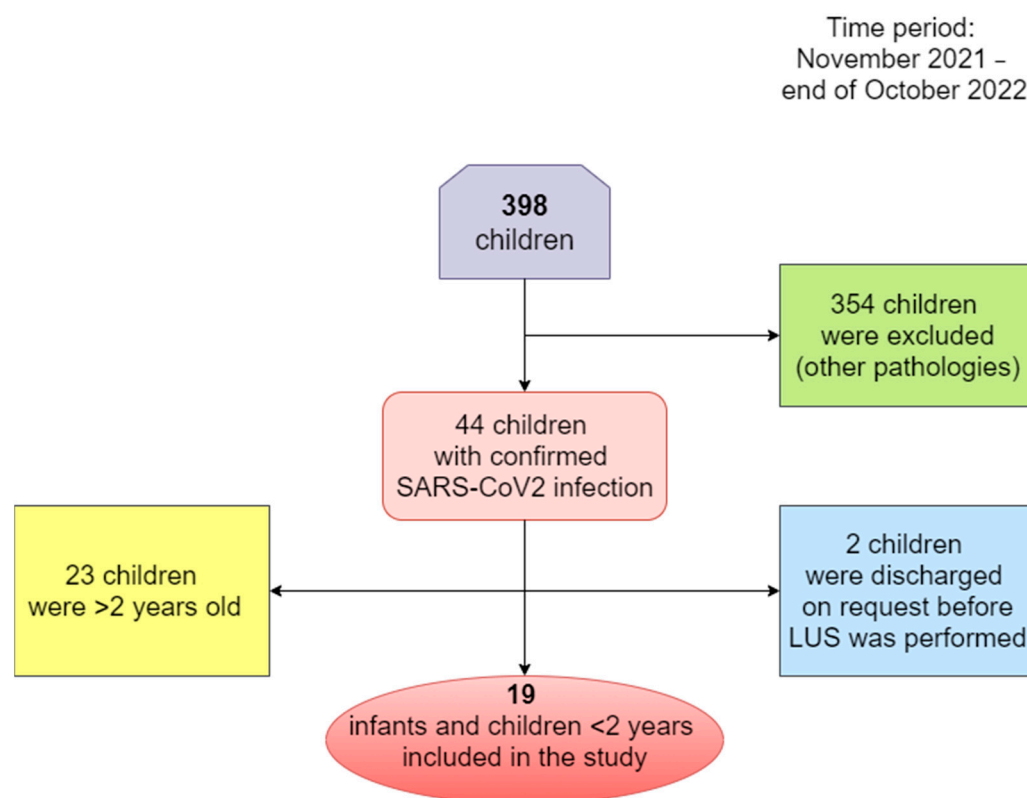 Time period:
November 2021 –
end of October 2022
398
children
354 children
were excluded
(other pathologies)
44 children
with confirmed
SARS-CoV2 infection
23 children
were >2 years old
2 children
were discharged
on request before
LUS was performed
19
infants and children <2 years
included in the study